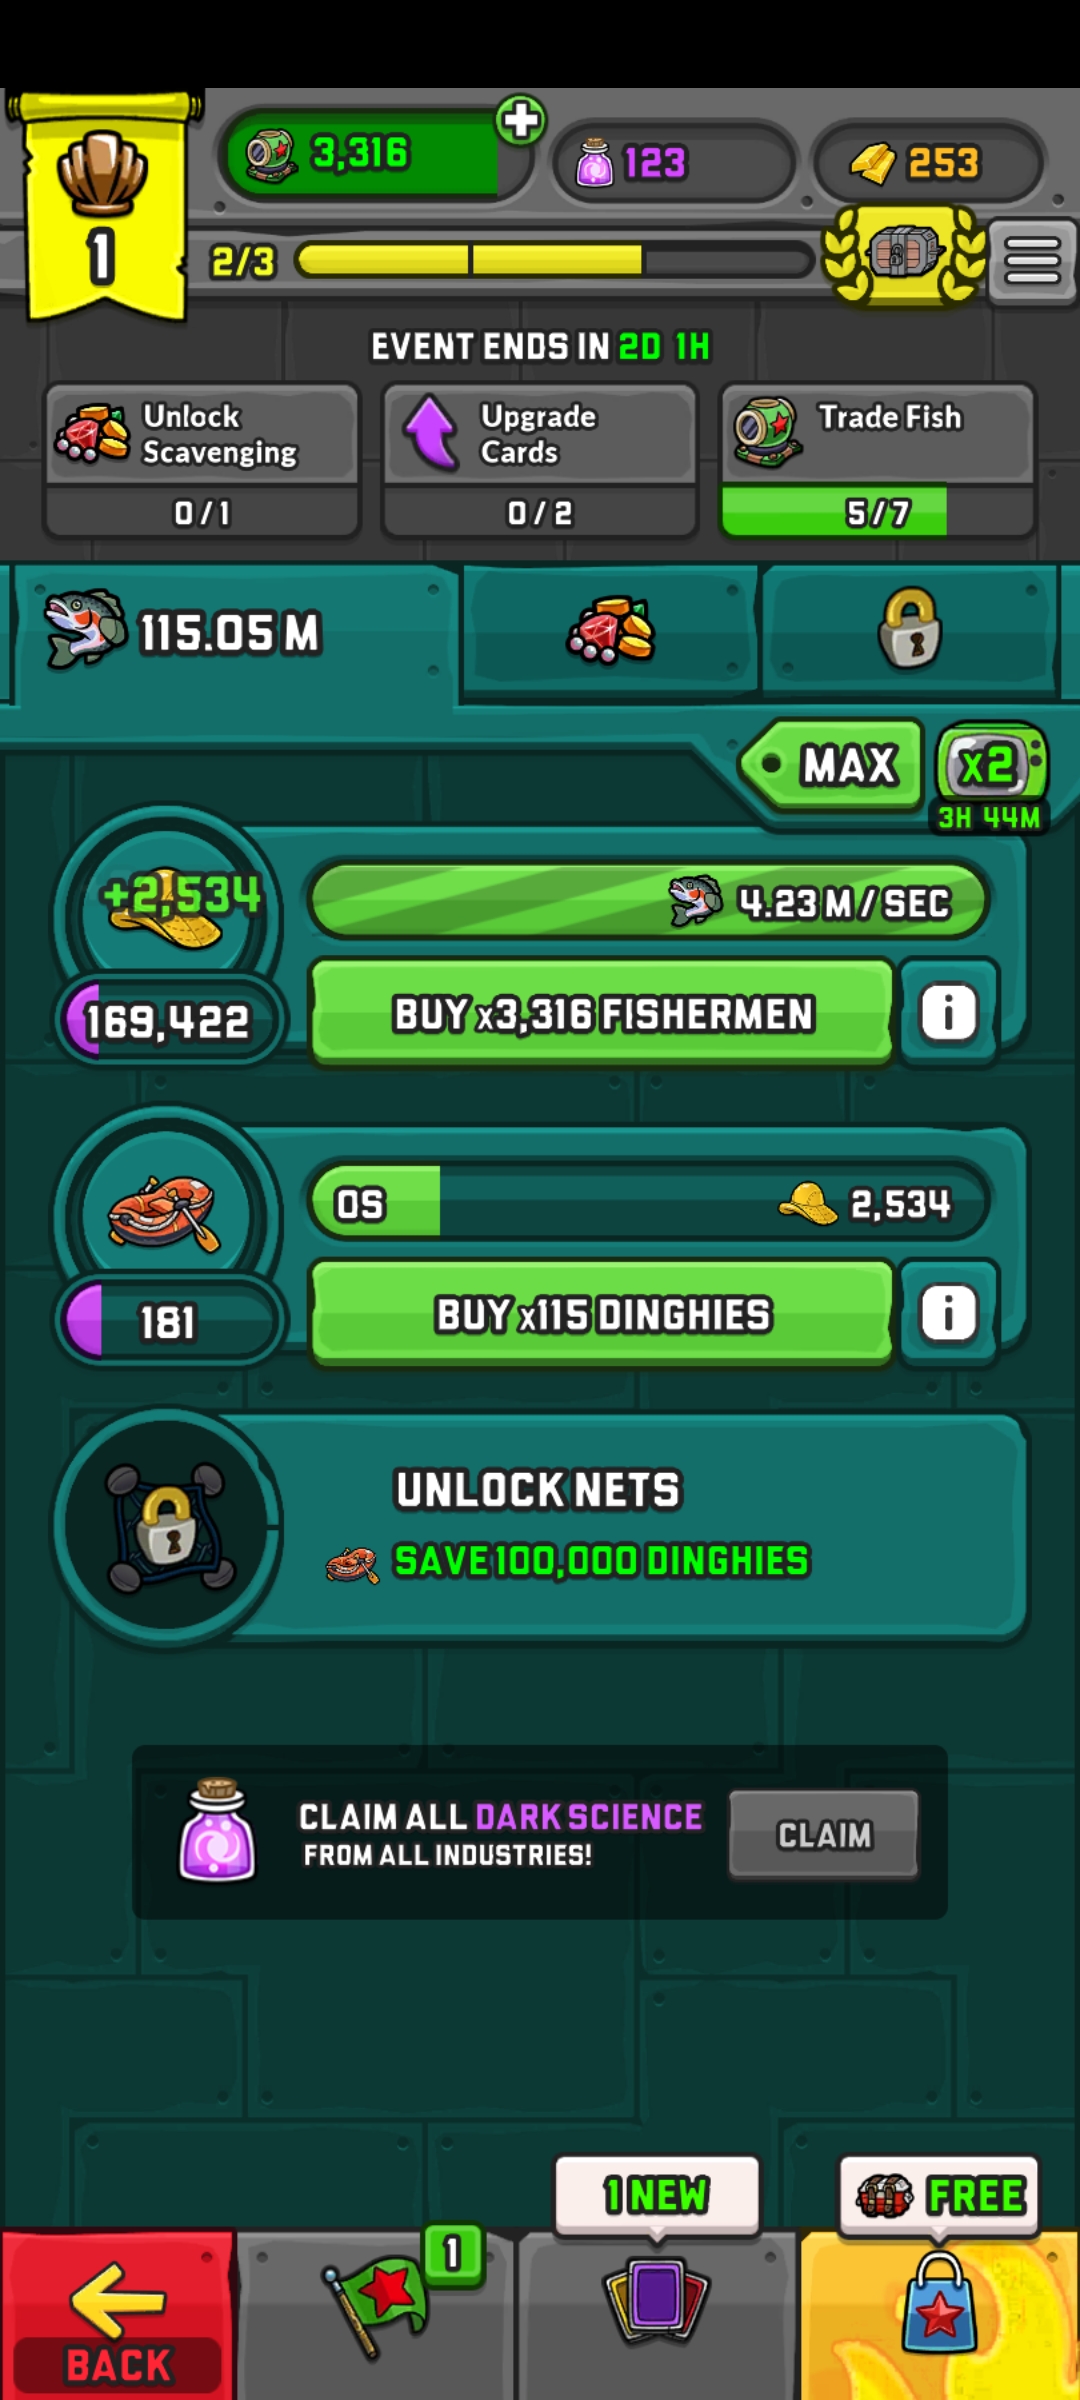 3,316
123
253
1
2/3
EVENT ENDS IN 2D 1H
Unlock
Scavenging
0/1
Upgrade
Cards
0/2
Trade Fish
5/7
115.05 M
MAX
x2
3H 44M
+2,534
4.23 M / SEC
169,422
BUY x3,316 FISHERMEN
i
0S
2,534
181
BUY x115 DINGHIES
i
UNLOCK NETS
SAVE 100,000 DINGHIES
CLAIM ALL DARK SCIENCE
FROM ALL INDUSTRIES!
CLAIM
1 NEW
FREE
1
BACK